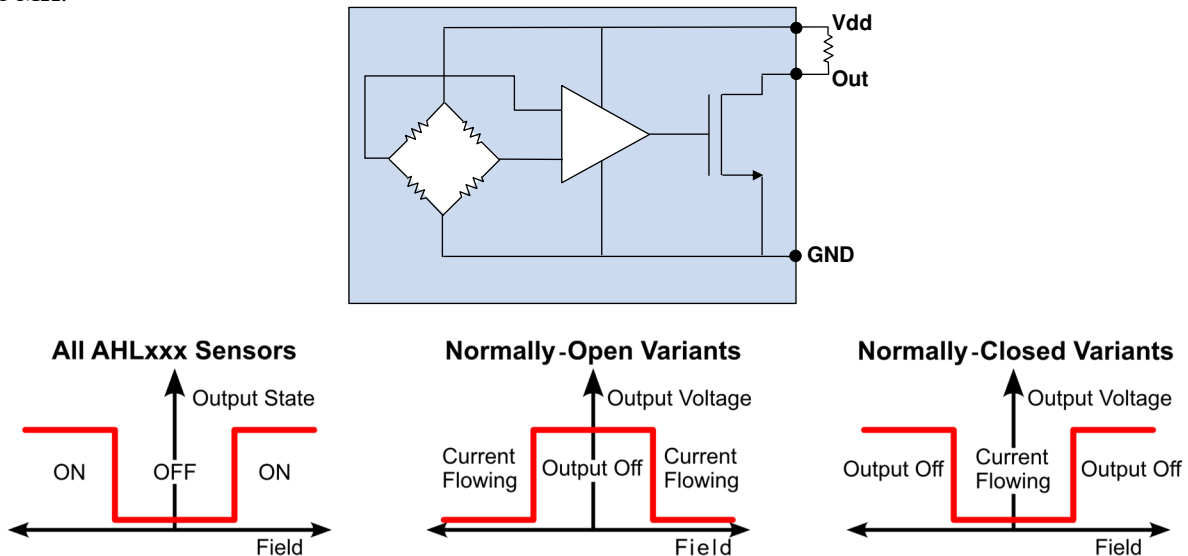 Vdd
Out
GND
All AHLxxx Sensors
Output State
ON
OFF
ON
Field
Normally-Open Variants
Output Voltage
Current
Flowing
Output Off
Current
Flowing
Field
Normally-Closed Variants
Output Voltage
Output Off
Current
Flowing
Output Off
Field